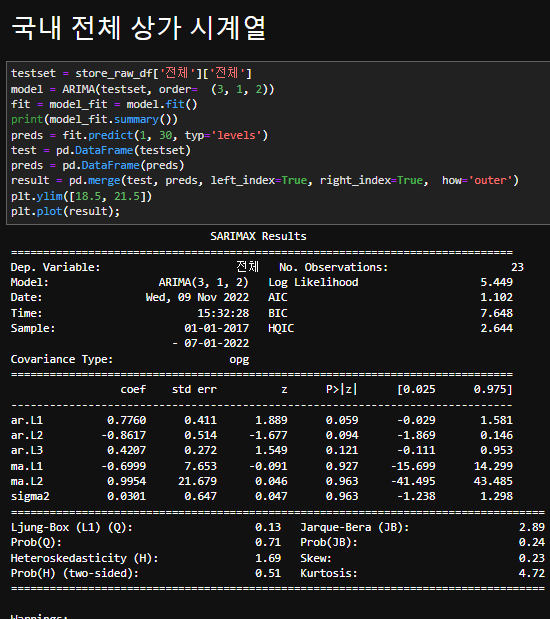 국내 전체 상가 시계열
testset = store_raw_df['전체']['전체']
model = ARIMA(testset, order=  (3, 1, 2))
fit = model_fit = model.fit()
print(model_fit.summary())
preds = fit.predict(1, 30, typ='levels')
test = pd.DataFrame(testset)
preds = pd.DataFrame(preds)
result = pd.merge(test, preds, left_index=True, right_index=True,  how='outer')
plt.ylim([18.5, 21.5])
plt.plot(result);
SARIMAX Results
==============================================================================
Dep. Variable: 전체 No. Observations: 23
Model: ARIMA(3, 1, 2) Log Likelihood 5.449
Date: Wed, 09 Nov 2022 AIC 1.102
Time: 15:32:28 BIC 7.648
Sample: 01-01-2017 HQIC 2.644
- 07-01-2022
Covariance Type: opg
==============================================================================
coef std err z P>|z| [0.025 0.975]
------------------------------------------------------------------------------
ar.L1 0.7760 0.411 1.889 0.059 -0.029 1.581
ar.L2 -0.8617 0.514 -1.677 0.094 -1.869 0.146
ar.L3 0.4207 0.272 1.549 0.121 -0.111 0.953
ma.L1 -0.6999 7.653 -0.091 0.927 -15.699 14.299
ma.L2 0.9954 21.679 0.046 0.963 -41.495 43.485
sigma2 0.0301 0.647 0.047 0.963 -1.238 1.298
===================================================================================
Ljung-Box (L1) (Q): 0.13 Jarque-Bera (JB): 2.89
Prob(Q): 0.71 Prob(JB): 0.24
Heteroskedasticity (H): 1.69 Skew: 0.23
Prob(H) (two-sided): 0.51 Kurtosis: 4.72
===================================================================================
Warnings: